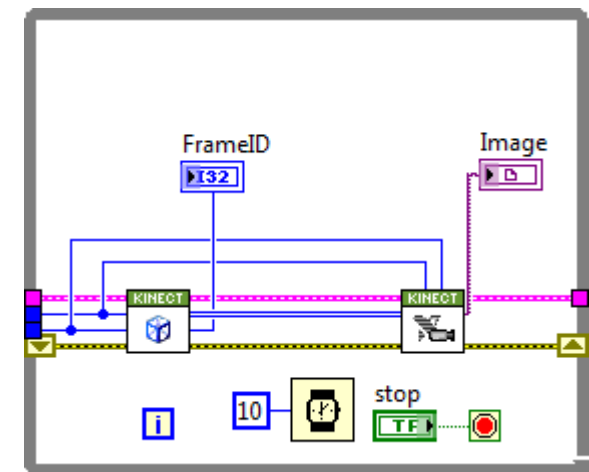 FrameID
I32
Image
KINECT
KINECT
10
stop
TF
i